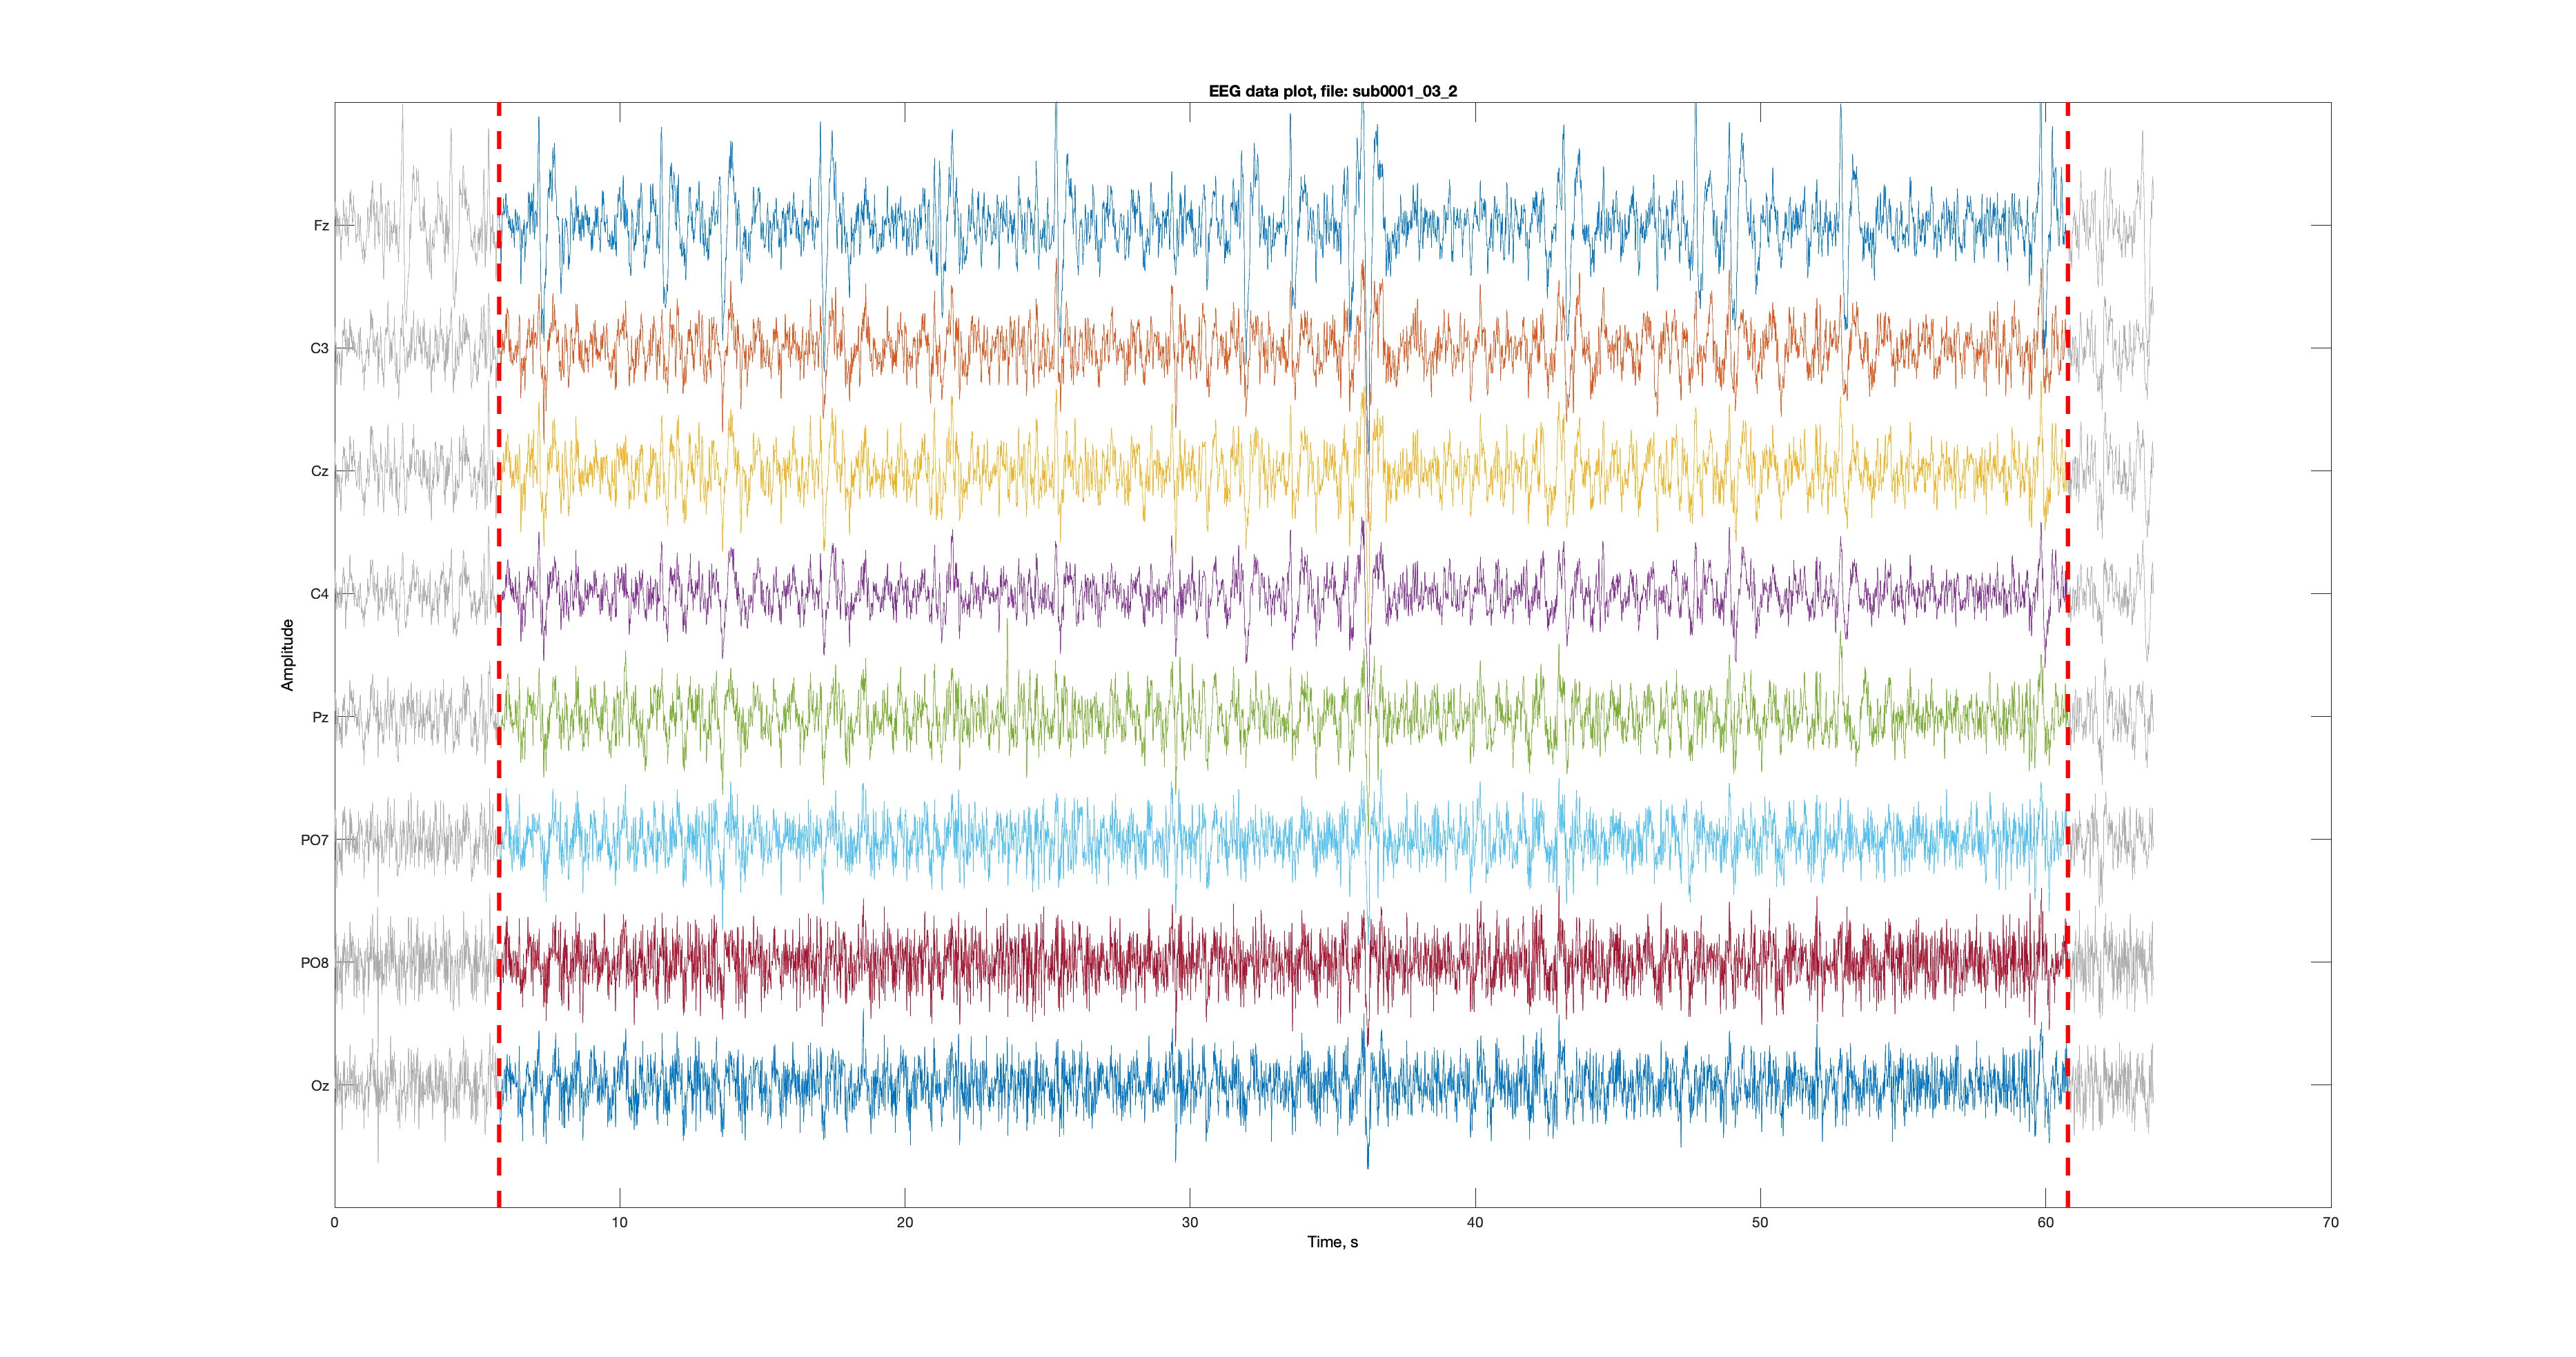 EEG data plot, file: sub0001_03_2
Fz
C3
Cz
C4
Pz
PO7
PO8
Oz
Amplitude
0 10 20 30 40 50 60 70
Time, s